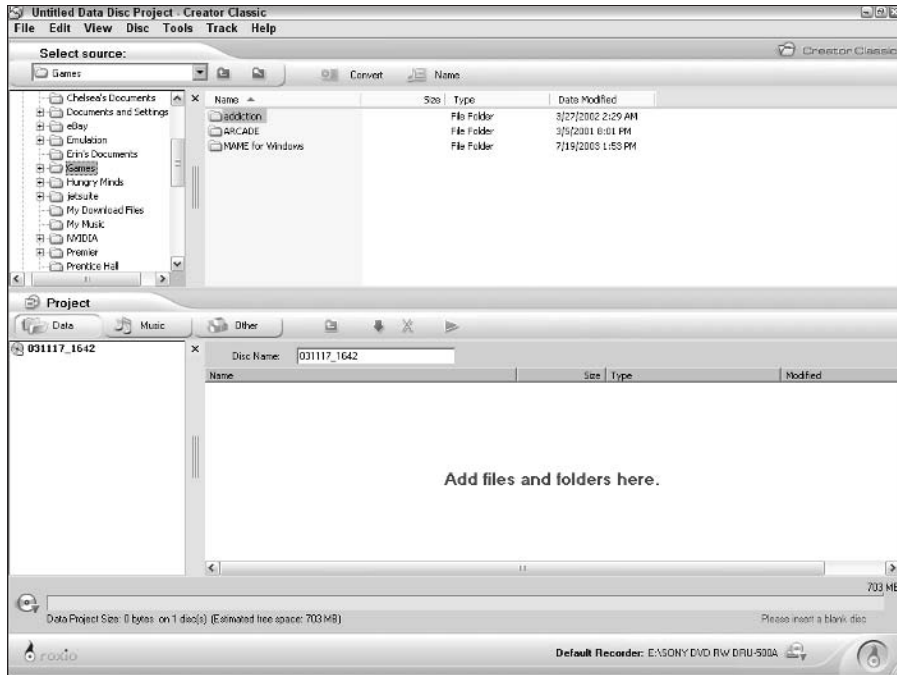 Untitled Data Disc Project - Creator Classic
File Edit View Disc Tools Track Help
Select source:
Creator Classic
Games
Convert
Name
Chelsea's Documents
Documents and Settings
eBay
Emulation
Erin's Documents
Games
Hungry Minds
jetsuite
My Download Files
My Music
NVIDIA
Premier
Prentice Hall
Name Size Type Date Modified
addiction File Folder 3/27/2002 2:29 AM
ARCADE File Folder 3/5/2001 8:01 PM
MAME for Windows File Folder 7/19/2003 1:53 PM
Project
Data Music Other
031117_1642
Disc Name: 031117_1642
Name Size Type Modified
Add files and folders here.
703 MB
Data Project Size: 0 bytes on 1 disc(s) (Estimated free space: 703 MB)
Please insert a blank disc
roxio
Default Recorder: E:\SONY DVD RW DRU-500A